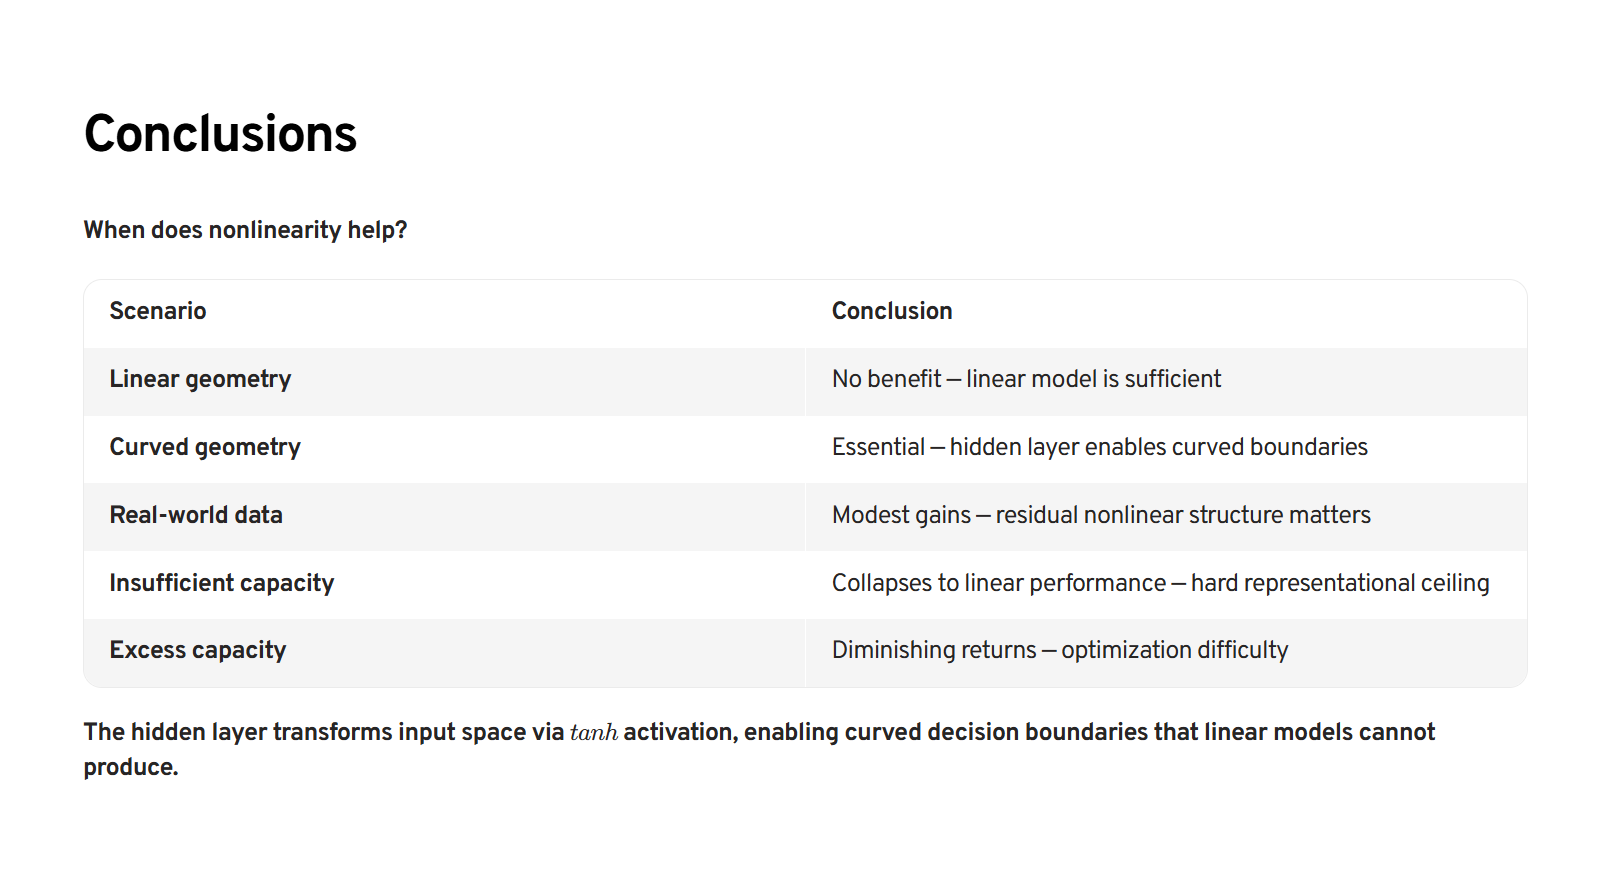 Conclusions
When does nonlinearity help?
Scenario Conclusion
Linear geometry No benefit — linear model is sufficient
Curved geometry Essential — hidden layer enables curved boundaries
Real-world data Modest gains — residual nonlinear structure matters
Insufficient capacity Collapses to linear performance — hard representational ceiling
Excess capacity Diminishing returns — optimization difficulty
The hidden layer transforms input space via tanh activation, enabling curved decision boundaries that linear models cannot
produce.